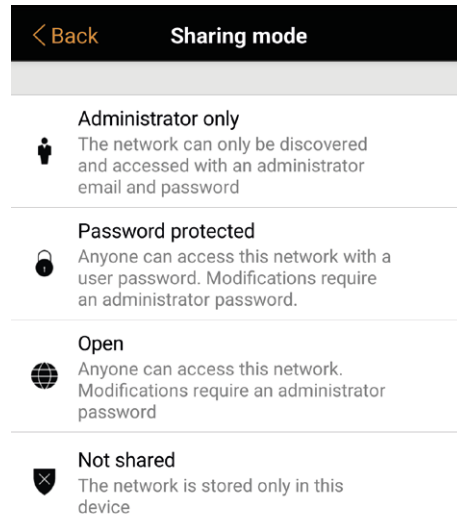 Back Sharing mode
Administrator only
The network can only be discovered
and accessed with an administrator
email and password
Password protected
Anyone can access this network with a
user password. Modifications require
an administrator password.
Open
Anyone can access this network.
Modifications require an administrator
password
Not shared
The network is stored only in this
device